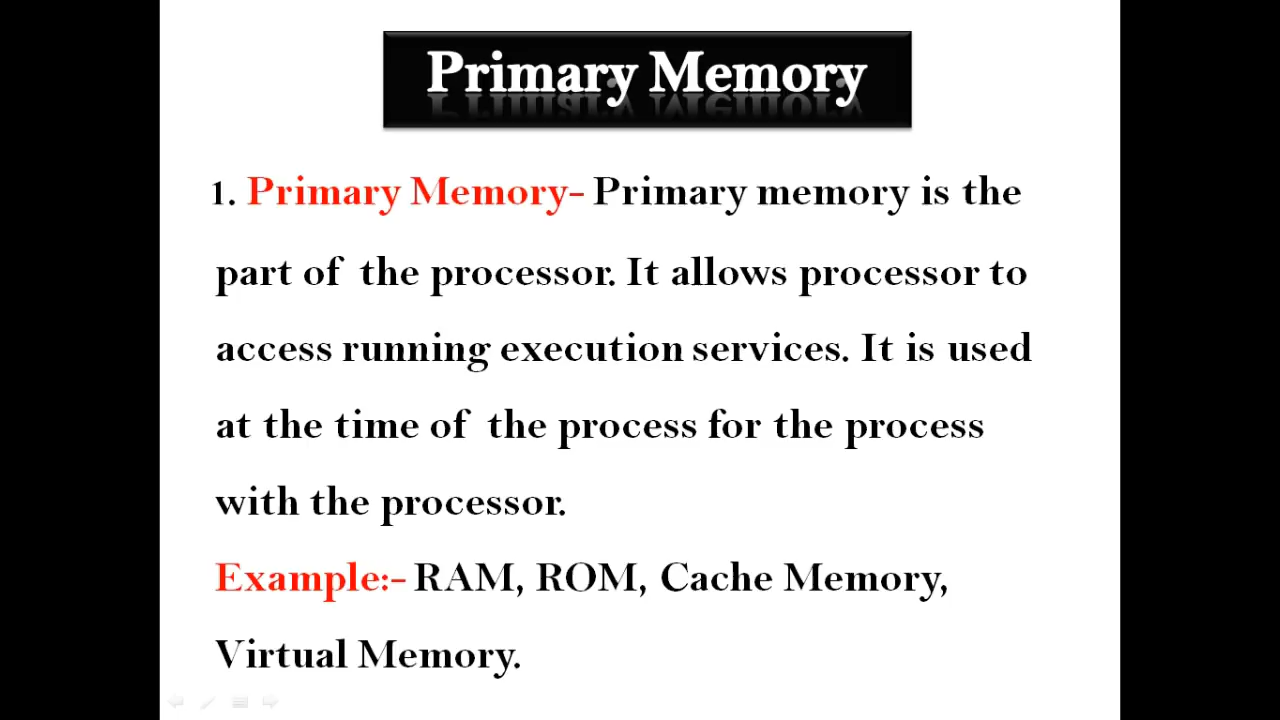 Primary Memory
1. Primary Memory- Primary memory is the
part of the processor. It allows processor to
access running execution services. It is used
at the time of the process for the process
with the processor.
Example:- RAM, ROM, Cache Memory,
Virtual Memory.